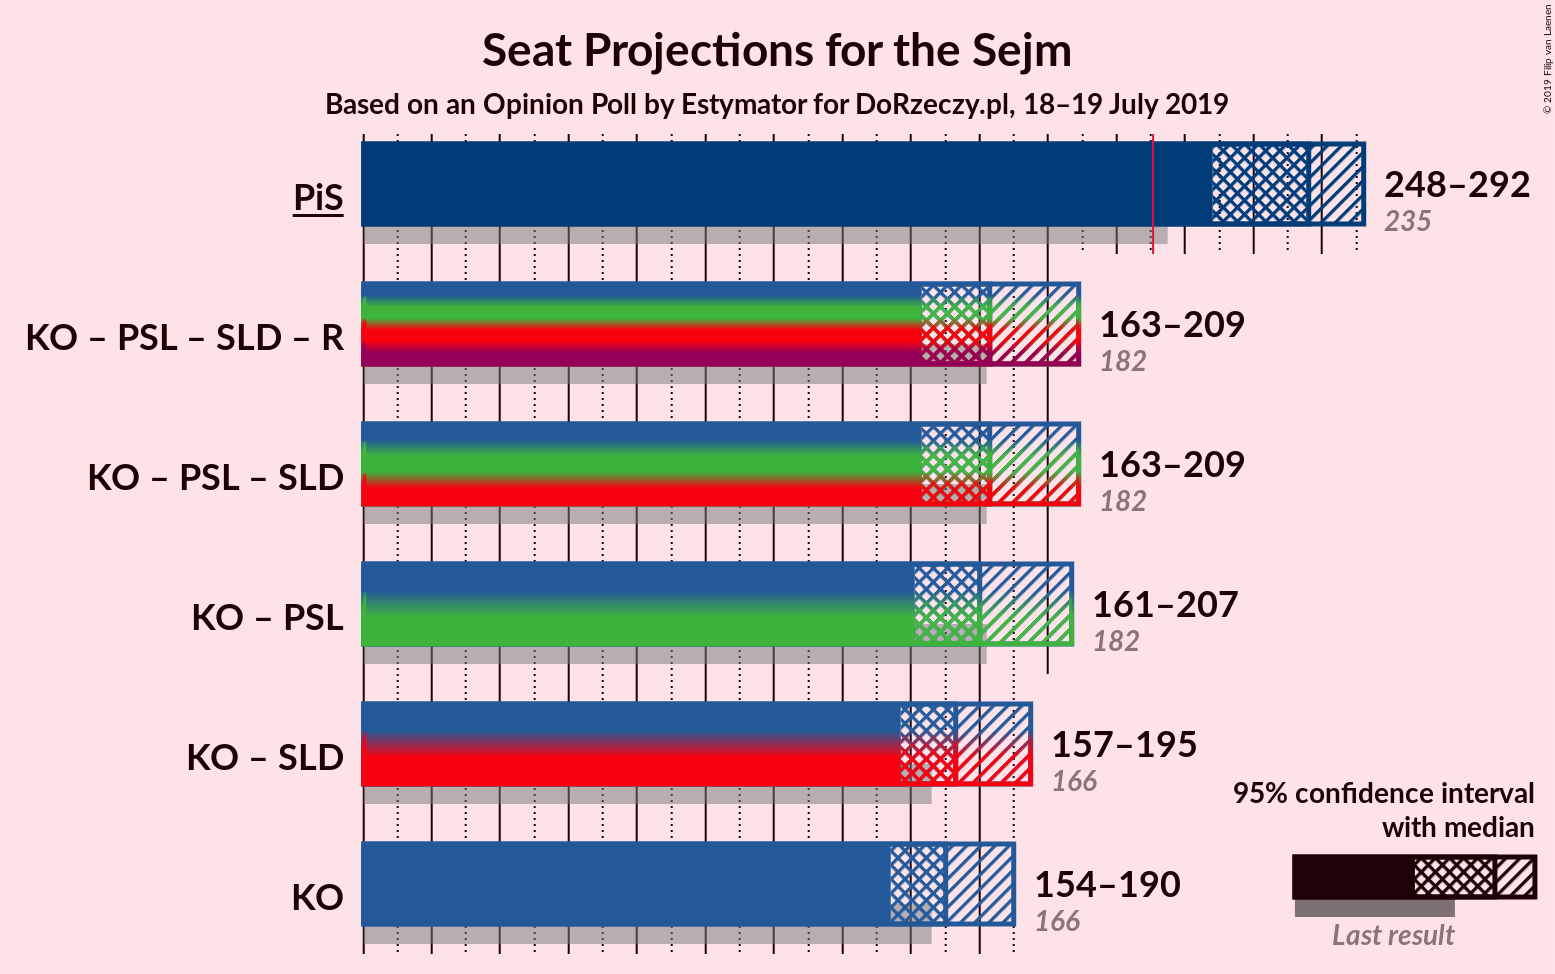 Seat Projections for the Sejm
Based on an Opinion Poll by Estymator for DoRzeczy.pl, 18–19 July 2019
© 2019 Filip van Laenen
PiS
248–292
235
KO – PSL – SLD – R
163–209
182
KO – PSL – SLD
163–209
182
KO – PSL
161–207
182
KO – SLD
157–195
166
KO
154–190
166
95% confidence interval
with median
Last result